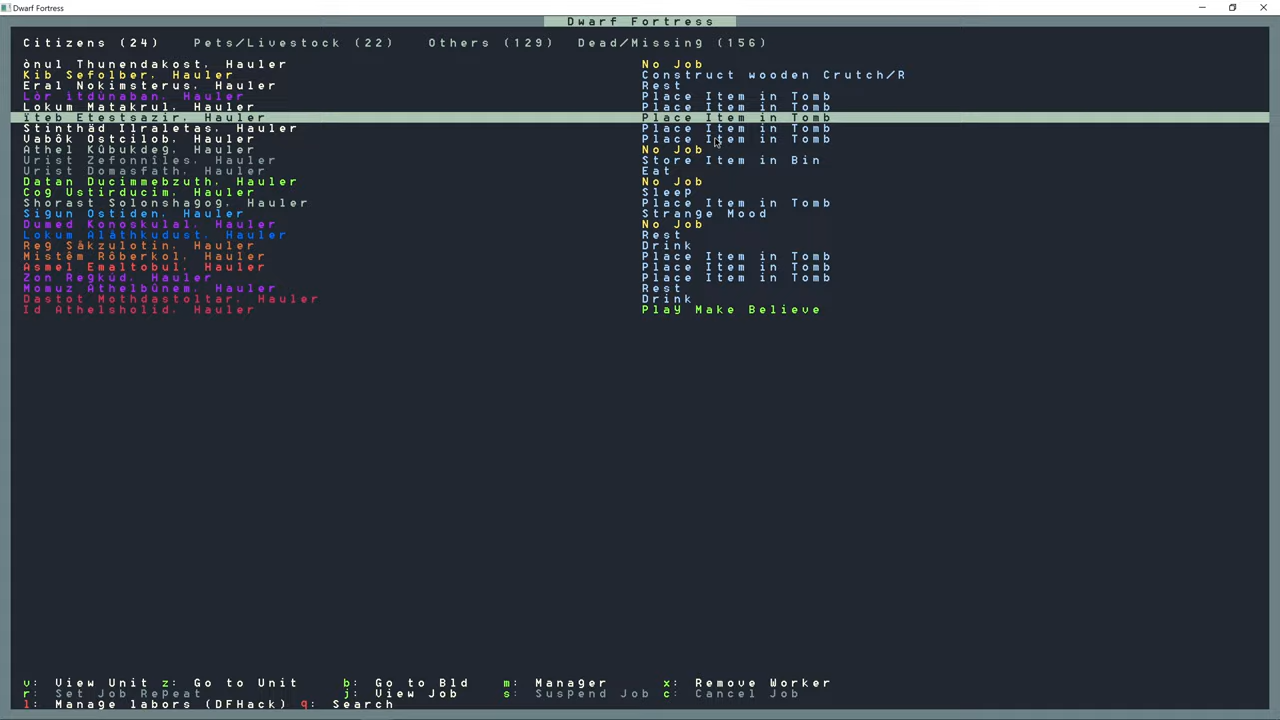 Dwarf Fortress
Dwarf Fortress
Citizens (24) Pets/Livestock (22) Others (129) Dead/Missing (156)
ònul Thunendakost, Hauler No Job
Kib Sefolber, Hauler Construct wooden Crutch/R
Eral Nokimsterus, Hauler Rest
Lór îtdunaban, Hauler Place Item in Tomb
Lokum Matakrul, Hauler Place Item in Tomb
Iteb Etestsazir, Hauler Place Item in Tomb
Stinthäd Ilraletas, Hauler Place Item in Tomb
Vabôk Ostcilob, Hauler Place Item in Tomb
Athel Kûbukdeg, Hauler No Job
Urist Zefonnîles, Hauler Store Item in Bin
Urist Domasfath, Hauler Eat
Datan Ducimmebzuth, Hauler No Job
Cog Ustirducim, Hauler Sleep
Shorast Solonshagog, Hauler Place Item in Tomb
Sigun Ostiden, Hauler Strange Mood
Dumed Konoskulal, Hauler No Job
Lokum Alåthkudust, Hauler Rest
Reg Såkzulotin, Hauler Drink
Mistêm Rôberkol, Hauler Place Item in Tomb
Asmel Emaltobul, Hauler Place Item in Tomb
Zon Regkûd, Hauler Place Item in Tomb
Momuz Athelbûnem, Hauler Rest
Dastot Mothdastoltar, Hauler Drink
Id Athelsholid, Hauler Play Make Believe
v: View Unit z: Go to Unit b: Go to Bld m: Manager x: Remove Worker
r: Set Job Repeat j: View Job s: Suspend Job c: Cancel Job
l: Manage labors (DFHack) q: Search